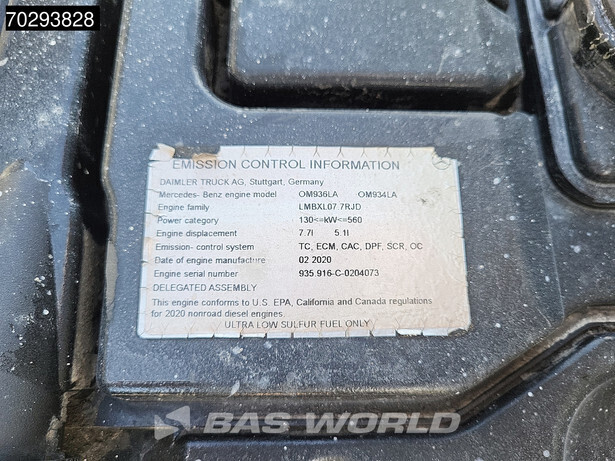 70293828
EMISSION CONTROL INFORMATION
DAIMLER TRUCK AG, Stuttgart, Germany
Mercedes- Benz engine model OM936LA OM934LA
Engine family LMBXL07.7RJD
Power category 130<=kW<=560
Engine displacement 7.7l 5.1l
Emission- control system TC, ECM, CAC, DPF, SCR, OC
Date of engine manufacture 02 2020
Engine serial number 935.916-C-0204073
DELEGATED ASSEMBLY
This engine conforms to U.S. EPA, California and Canada regulations
for 2020 nonroad diesel engines.
ULTRA LOW SULFUR FUEL ONLY
BAS WORLD